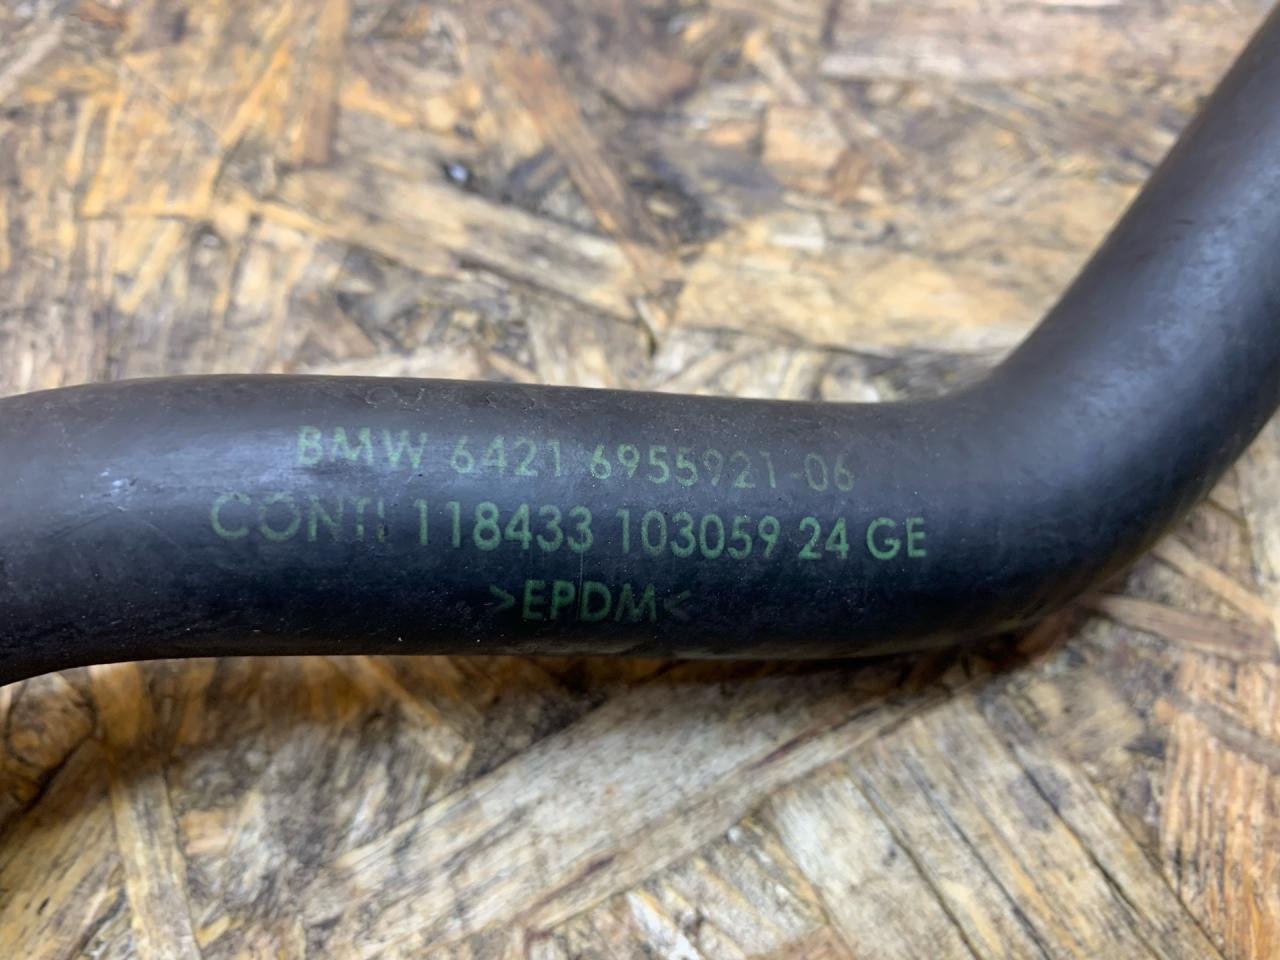 BMW 6421 6955921-06
CONTI 118433 103059 24 GE
>EPDM<